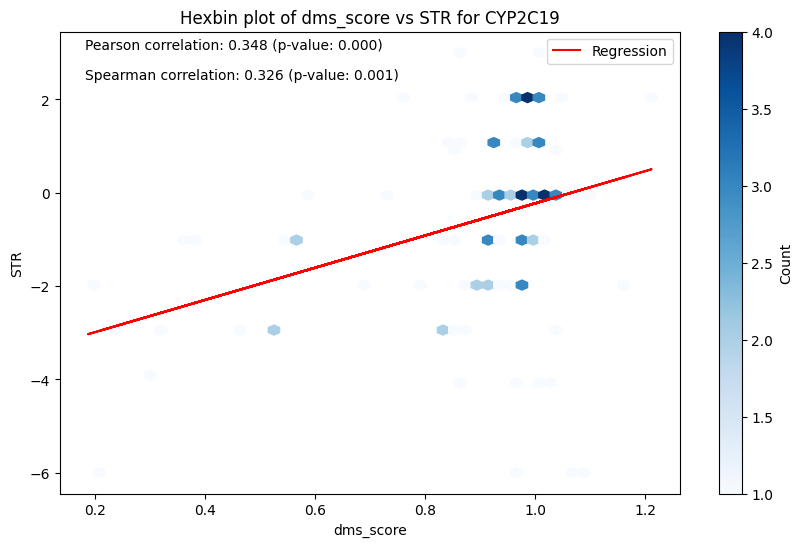 Hexbin plot of dms_score vs STR for CYP2C19
Pearson correlation: 0.348 (p-value: 0.000)
Spearman correlation: 0.326 (p-value: 0.001)
Regression
STR
2
0
−2
−4
−6
0.2
0.4
0.6
0.8
1.0
1.2
dms_score
4.0
3.5
3.0
2.5
2.0
1.5
1.0
Count